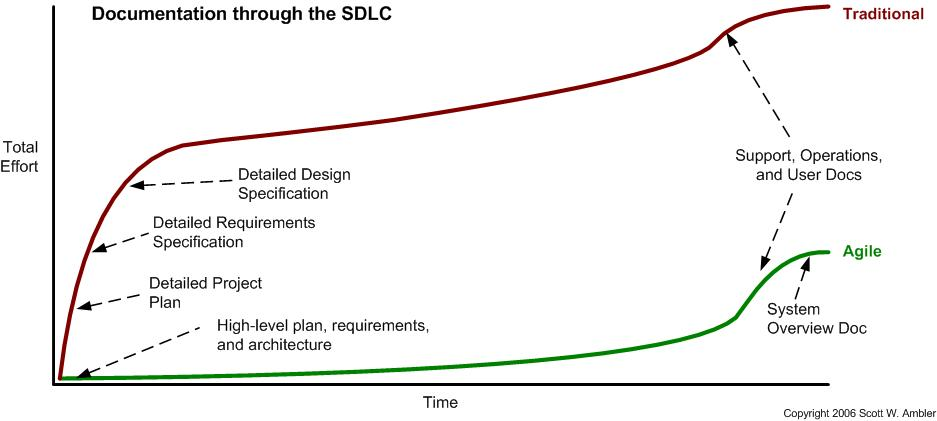 Documentation through the SDLC
Traditional
Total
Effort
Support, Operations,
and User Docs
Detailed Design
Specification
Detailed Requirements
Specification
Agile
Detailed Project
Plan
System
Overview Doc
High-level plan, requirements,
and architecture
Time
Copyright 2006 Scott W. Ambler